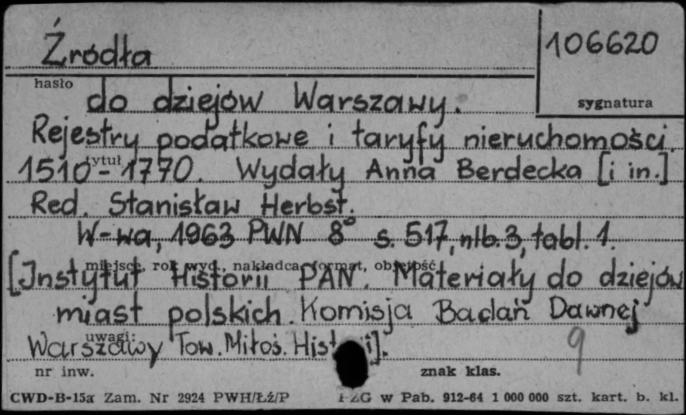 Źródła
106620
hasło
sygnatura
do dziejów Warszawy.
Rejestry podatkowe i taryfy nieruchomości
tytuł
1510-1770. Wydały Anna Berdecka [i in.]
Red. Stanisław Herbst.
W-wa, 1963 PWN 8° s. 517, nlb. 3, tabl. 1.
miejsce, rok wyd., nakładca, format, objętość
[Instytut Historii PAN. Materiały do dziejów
miast polskich. Komisja Badań Dawnej
uwagi:
Warszawy Tow. Miłoś. Hist i].
9
nr inw.
znak klas.
CWD-B-15a Zam. Nr 2924 PWH/Łź/P
PZG w Pab. 912-64 1 000 000 szt. kart. b. kl.